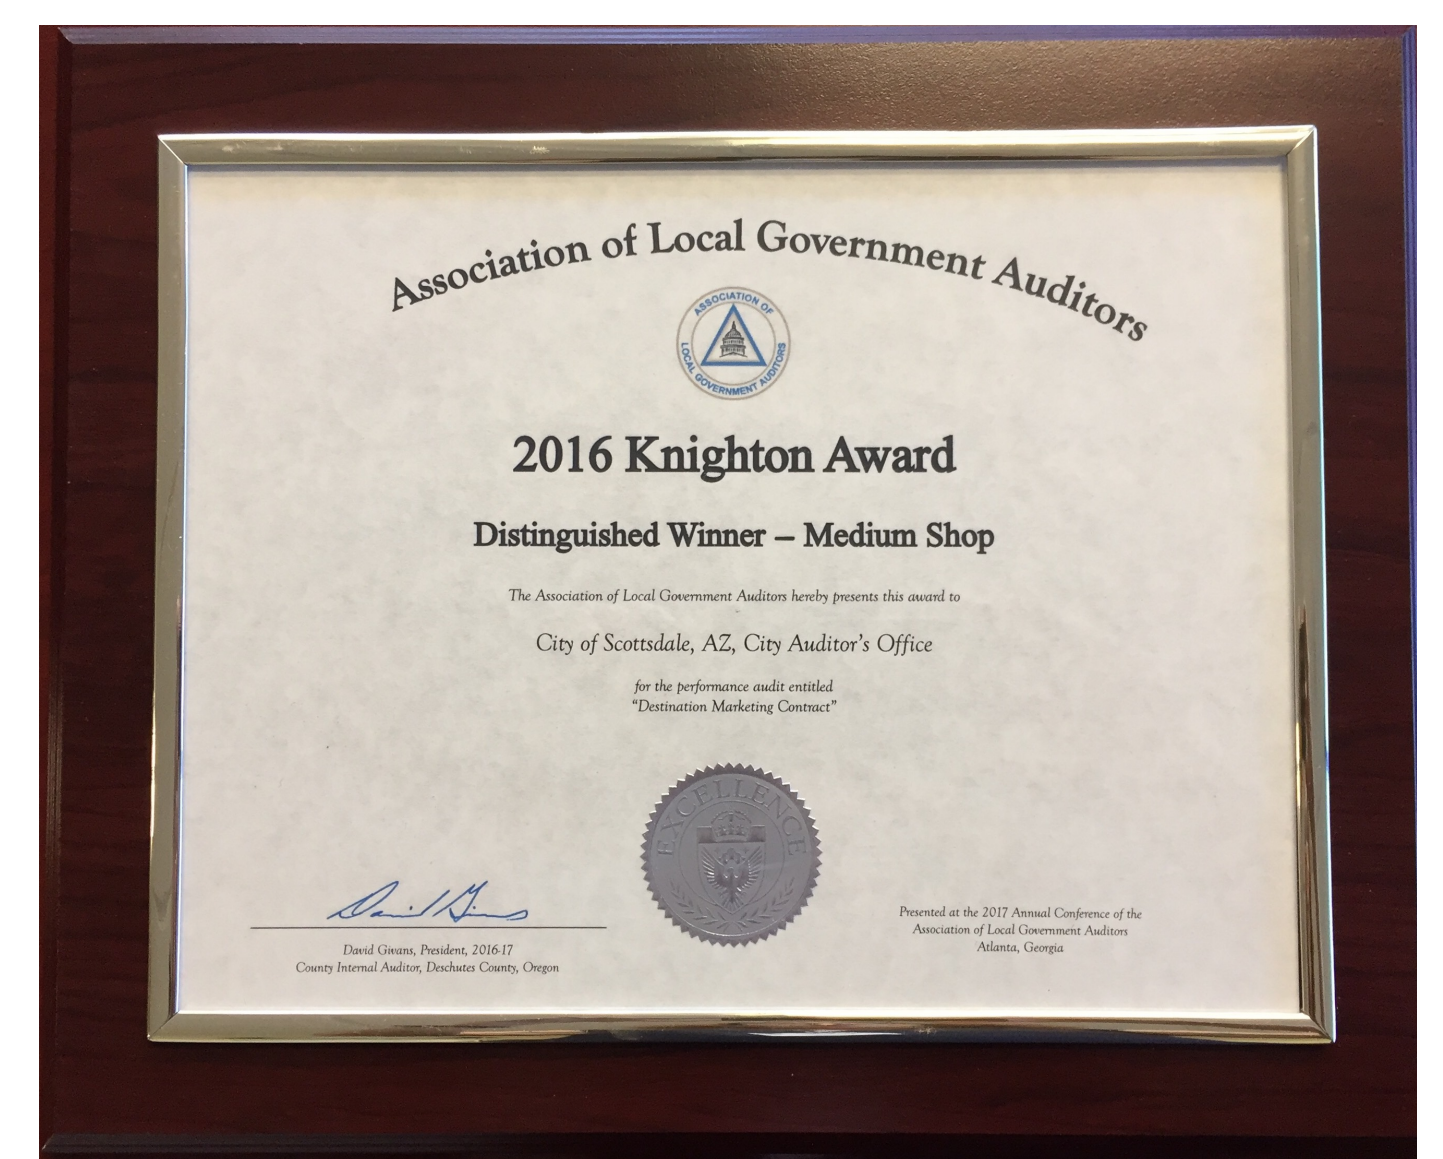 Association of Local Government Auditors
ASSOCIATION OF
LOCAL GOVERNMENT AUDITORS
2016 Knighton Award
Distinguished Winner – Medium Shop
The Association of Local Government Auditors hereby presents this award to
City of Scottsdale, AZ, City Auditor's Office
for the performance audit entitled
"Destination Marketing Contract"
EXCELLENCE
David Givans
David Givans, President, 2016-17
County Internal Auditor, Deschutes County, Oregon
Presented at the 2017 Annual Conference of the
Association of Local Government Auditors
Atlanta, Georgia